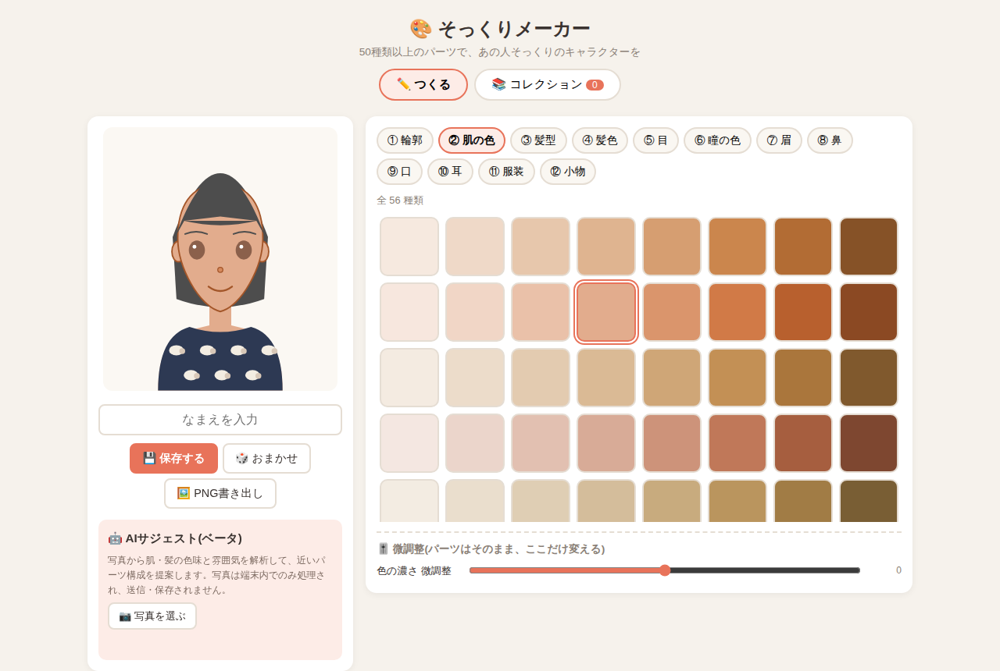 🎨 そっくりメーカー
50種類以上のパーツで、あの人そっくりのキャラクターを
✏️ つくる
📚 コレクション 0
① 輪郭
② 肌の色
③ 髪型
④ 髪色
⑤ 目
⑥ 瞳の色
⑦ 眉
⑧ 鼻
⑨ 口
⑩ 耳
⑪ 服装
⑫ 小物
全 56 種類
なまえを入力
💾 保存する
🎲 おまかせ
🖼️ PNG書き出し
🤖 AIサジェスト(ベータ)
写真から肌・髪の色味と雰囲気を解析して、近いパ
ーツ構成を提案します。写真は端末内でのみ処理さ
れ、送信・保存されません。
📷 写真を選ぶ
🎚️ 微調整(パーツはそのまま、ここだけ変える)
色の濃さ 微調整
0